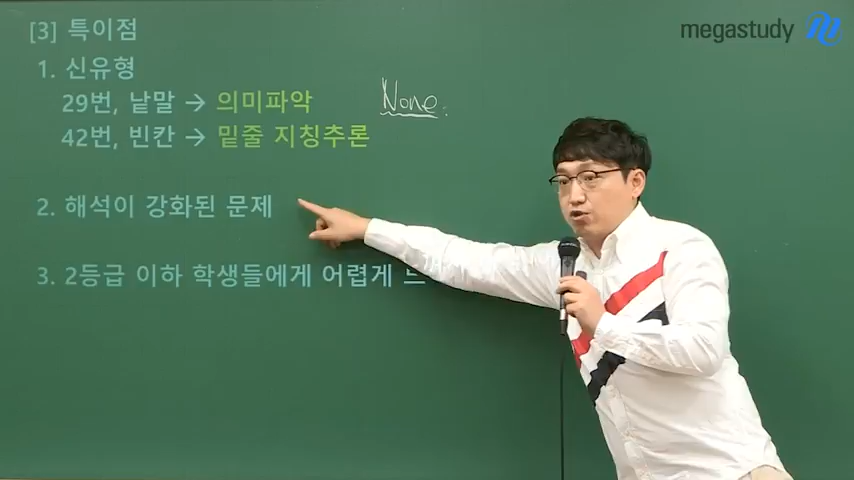 [3] 특이점
megastudy
1. 신유형
29번, 낱말 → 의미파악
None.
42번, 빈칸 → 밑줄 지칭추론
2. 해석이 강화된 문제
3. 2등급 이하 학생들에게 어렵게